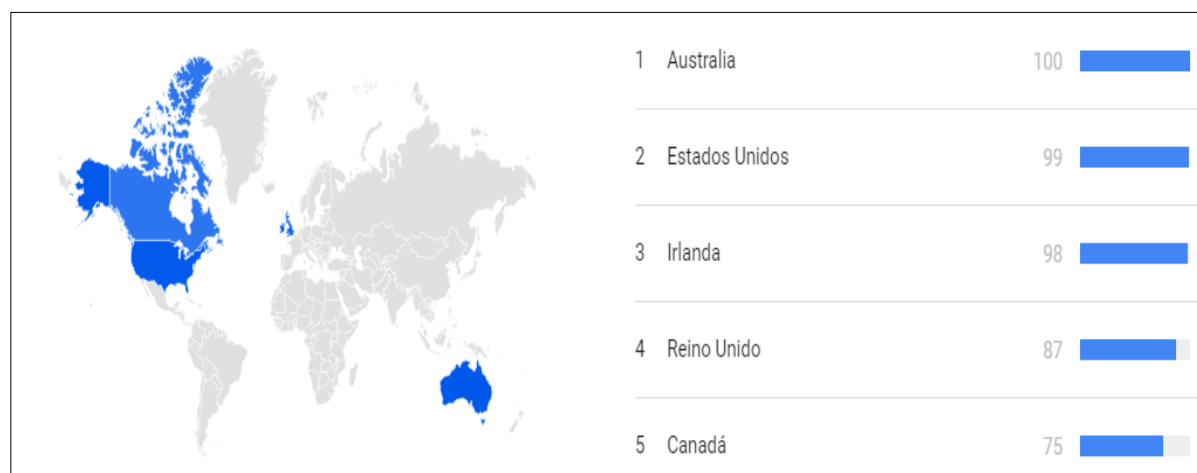 1 Australia 100
2 Estados Unidos 99
3 Irlanda 98
4 Reino Unido 87
5 Canadá 75